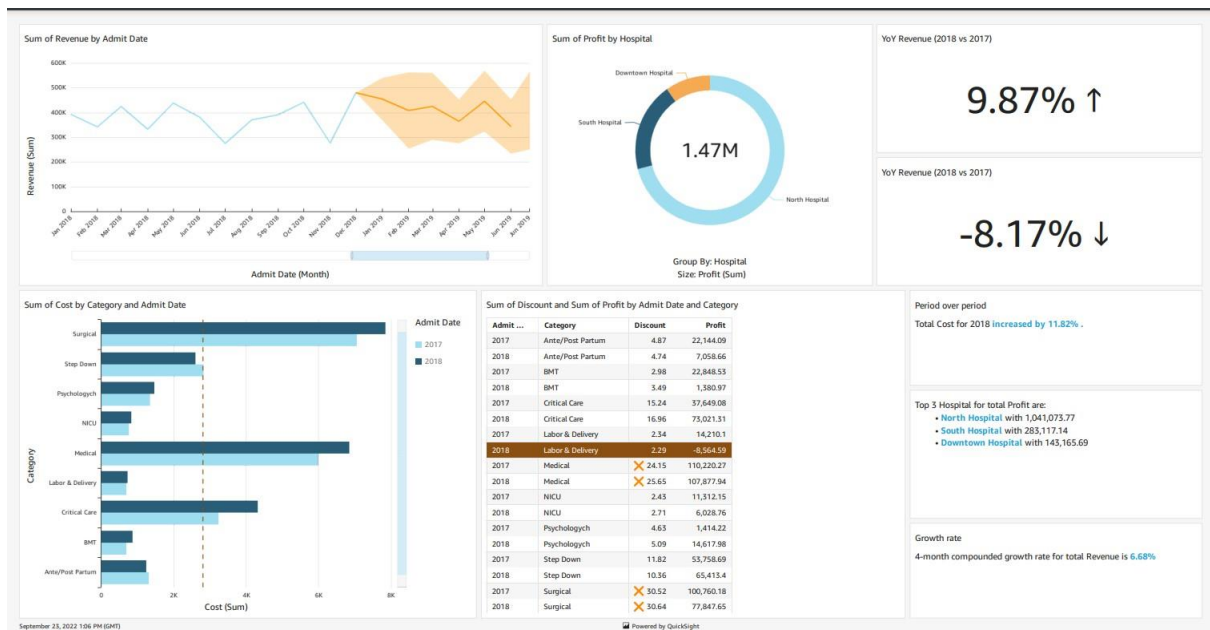 Sum of Revenue by Admit Date
600K
500K
400K
300K
200K
100K
0
Revenue (Sum)
Jan 2018
Feb 2018
Mar 2018
Apr 2018
May 2018
Jun 2018
Jul 2018
Aug 2018
Sep 2018
Oct 2018
Nov 2018
Dec 2018
Jan 2019
Feb 2019
Mar 2019
Apr 2019
May 2019
Jun 2019
Jun 2019
Admit Date (Month)
Sum of Profit by Hospital
Downtown Hospital
South Hospital
1.47M
North Hospital
Group By: Hospital
Size: Profit (Sum)
YoY Revenue (2018 vs 2017)
9.87% ↑
YoY Revenue (2018 vs 2017)
-8.17% ↓
Sum of Cost by Category and Admit Date
Category
Surgical
Step Down
Psychologych
NICU
Medical
Labor & Delivery
Critical Care
BMT
Ante/Post Partum
0 2K 4K 6K 8K
Cost (Sum)
Admit Date
2017
2018
Sum of Discount and Sum of Profit by Admit Date and Category
Admit ... Category Discount Profit
2017 Ante/Post Partum 4.87 22,144.09
2018 Ante/Post Partum 4.74 7,058.66
2017 BMT 2.98 22,848.53
2018 BMT 3.49 1,380.97
2017 Critical Care 15.24 37,649.08
2018 Critical Care 16.96 73,021.31
2017 Labor & Delivery 2.34 14,210.1
2018 Labor & Delivery 2.29 -8,564.59
2017 Medical 24.15 110,220.27
2018 Medical 25.65 107,877.94
2017 NICU 2.43 11,312.15
2018 NICU 2.71 6,028.76
2017 Psychologych 4.63 1,414.22
2018 Psychologych 5.09 14,617.98
2017 Step Down 11.82 53,758.69
2018 Step Down 10.36 65,413.4
2017 Surgical 30.52 100,760.18
2018 Surgical 30.64 77,847.65
Period over period
Total Cost for 2018 increased by 11.82% .
Top 3 Hospital for total Profit are:
• North Hospital with 1,041,073.77
• South Hospital with 283,117.14
• Downtown Hospital with 143,165.69
Growth rate
4-month compounded growth rate for total Revenue is 6.68%
September 23, 2022 1:06 PM (GMT)
Powered by QuickSight